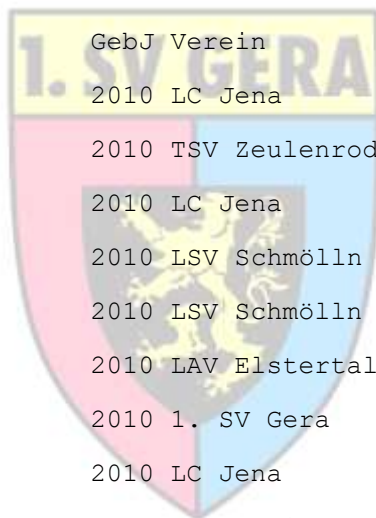 1. SV GERA
GebJ Verein
2010 LC Jena
2010 TSV Zeulenrod
2010 LC Jena
2010 LSV Schmölln
2010 LSV Schmölln
2010 LAV Elstertal
2010 1. SV Gera
2010 LC Jena